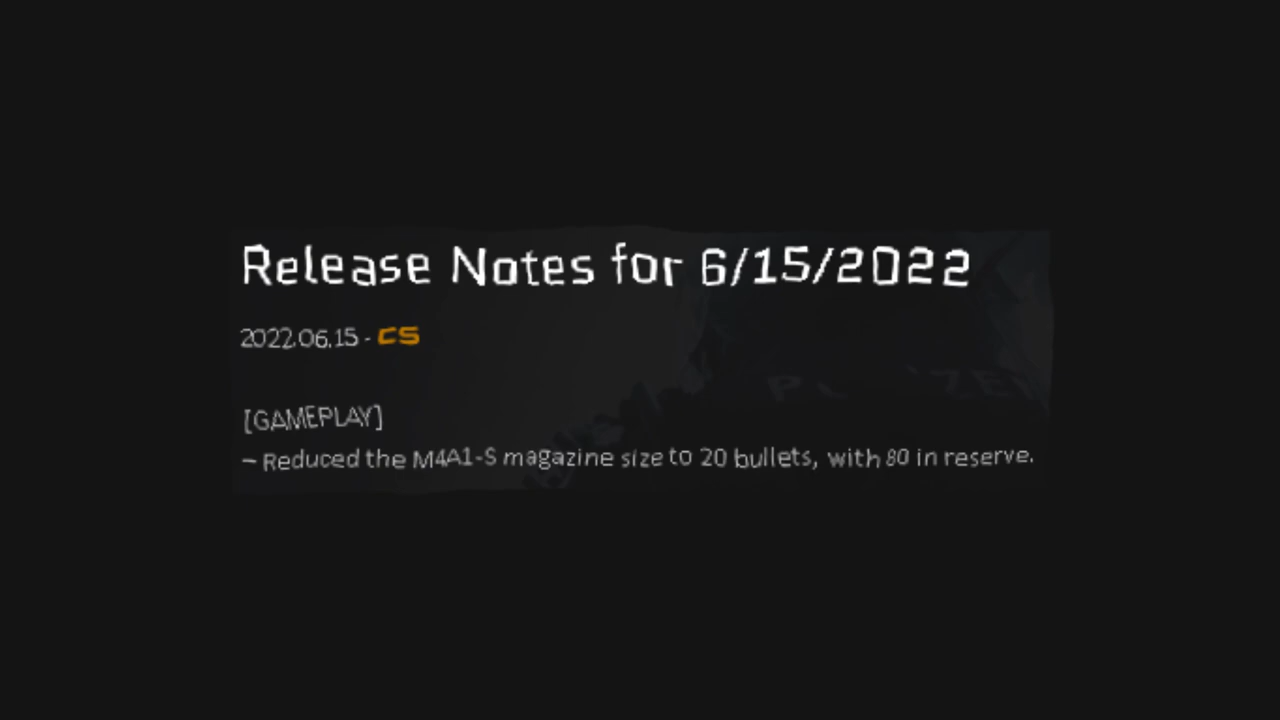 Release Notes for 6/15/2022
2022.06.15 - CS
[GAMEPLAY]
– Reduced the M4A1-S magazine size to 20 bullets, with 80 in reserve.